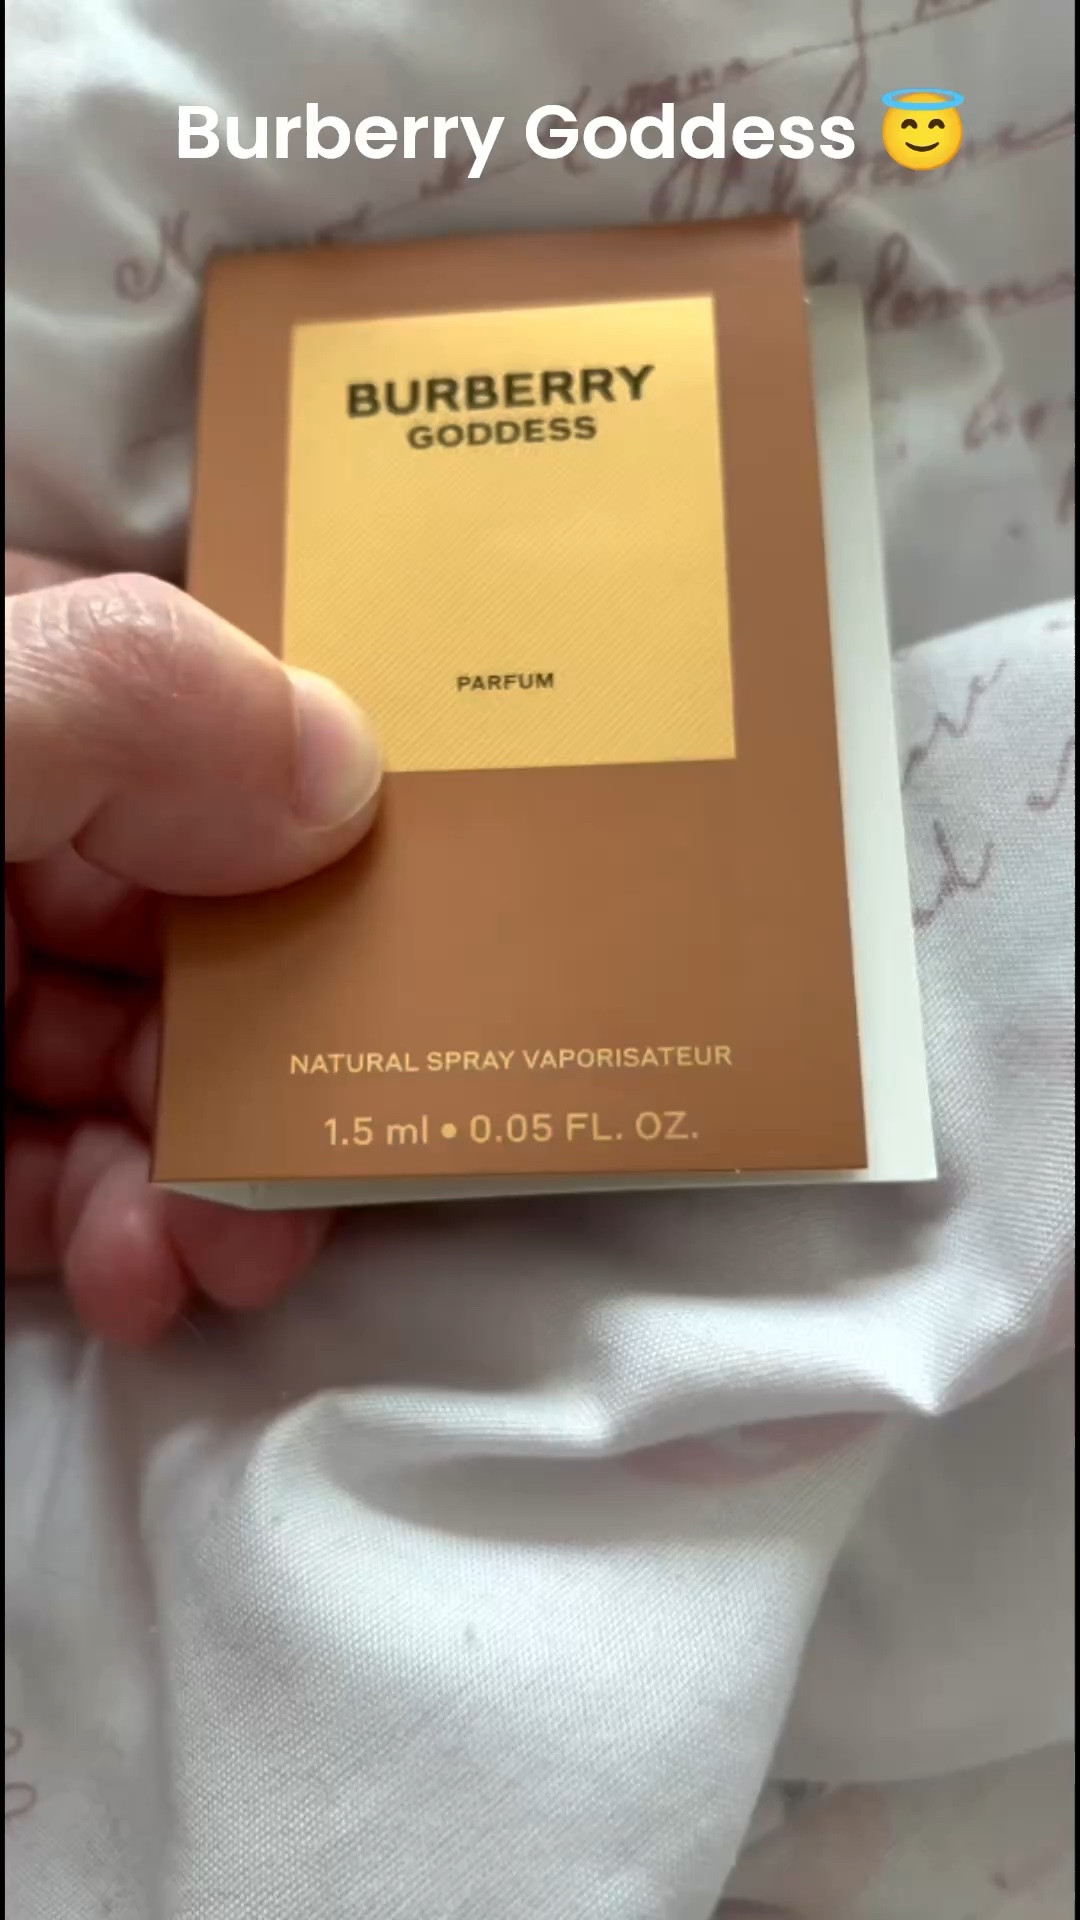 Burberry Goddess 😇
BURBERRY
GODDESS
PARFUM
NATURAL SPRAY VAPORISATEUR
1.5 ml • 0.05 FL. OZ.